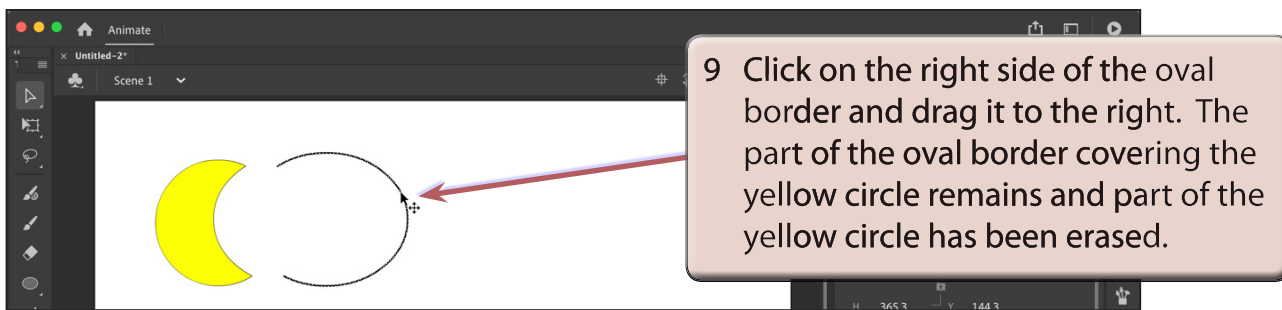 Animate
× Untitled-2*
Scene 1
9 Click on the right side of the oval
border and drag it to the right. The
part of the oval border covering the
yellow circle remains and part of the
yellow circle has been erased.
H 365.3 Y 144.3